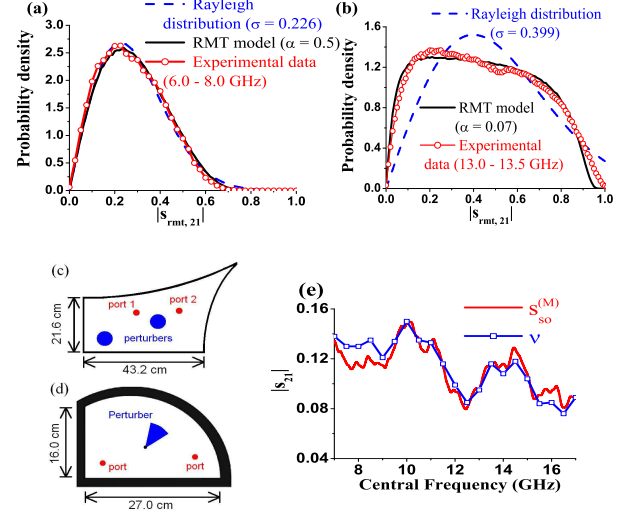 (a)
Rayleigh
distribution (σ = 0.226)
RMT model (α = 0.5)
Experimental data
(6.0 - 8.0 GHz)
Probability density
3.0
2.5
2.0
1.5
1.0
0.5
0.0
0.0 0.2 0.4 0.6 0.8 1.0
|s rmt, 21|
(b)
Rayleigh distribution
(σ = 0.399)
RMT model
(α = 0.07)
Experimental
data (13.0 - 13.5 GHz)
Probability density
1.6
1.2
0.8
0.4
0.0
0.0 0.2 0.4 0.6 0.8 1.0
|s rmt, 21|
(c)
port 1
port 2
perturbers
21.6 cm
43.2 cm
(d)
Perturber
port
port
16.0 cm
27.0 cm
(e)
s so (M)
ν
|s 21|
0.16
0.12
0.08
0.04
8 10 12 14 16
Central Frequency (GHz)